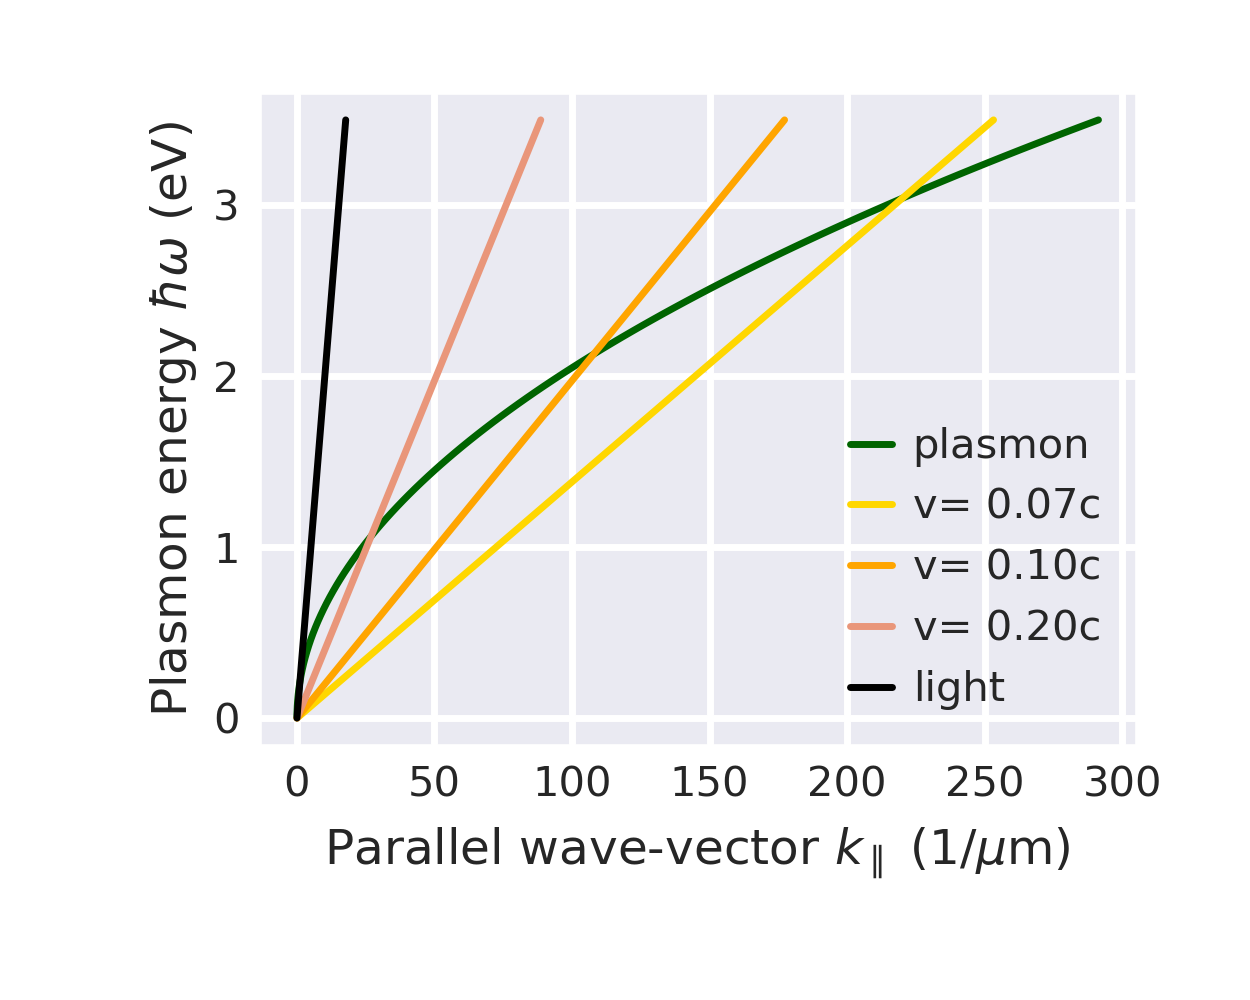 Plasmon energy ℏω (eV)
3
2
1
0
plasmon
v= 0.07c
v= 0.10c
v= 0.20c
light
0 50 100 150 200 250 300
Parallel wave-vector k∥ (1/μm)